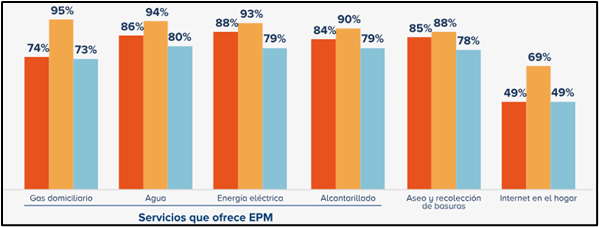 74% 95% 73%
86% 94% 80%
88% 93% 79%
84% 90% 79%
85% 88% 78%
49% 69% 49%
Gas domiciliario
Agua
Energía eléctrica
Alcantarillado
Aseo y recolección
de basuras
Internet en el hogar
Servicios que ofrece EPM